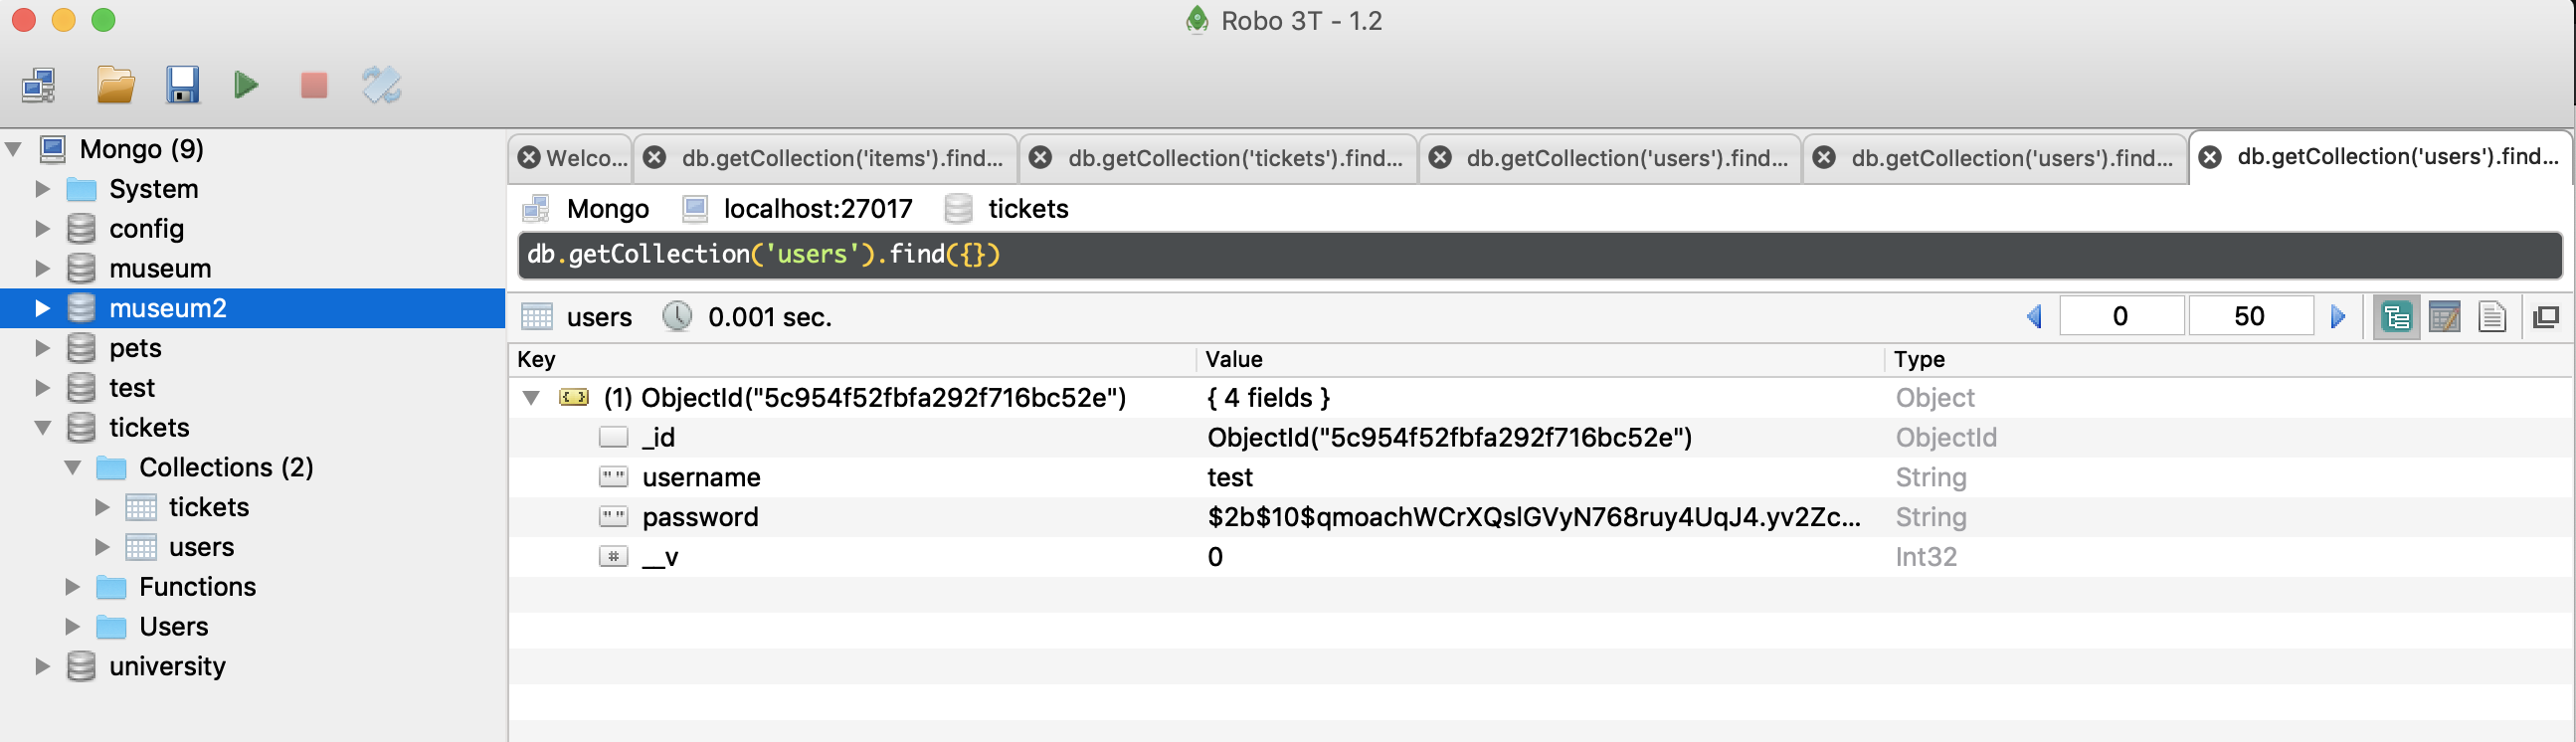 Robo 3T - 1.2
Mongo (9)
System
config
museum
museum2
pets
test
tickets
Collections (2)
tickets
users
Functions
Users
university
Welco... db.getCollection('items').find... db.getCollection('tickets').find... db.getCollection('users').find... db.getCollection('users').find... db.getCollection('users').find...
Mongo localhost:27017 tickets
db.getCollection('users').find({})
users 0.001 sec. 0 50
Key Value Type
(1) ObjectId("5c954f52fbfa292f716bc52e") { 4 fields } Object
_id ObjectId("5c954f52fbfa292f716bc52e") ObjectId
"" username test String
"" password $2b$10$qmoachWCrXQslGVyN768ruy4UqJ4.yv2Zc... String
# __v 0 Int32